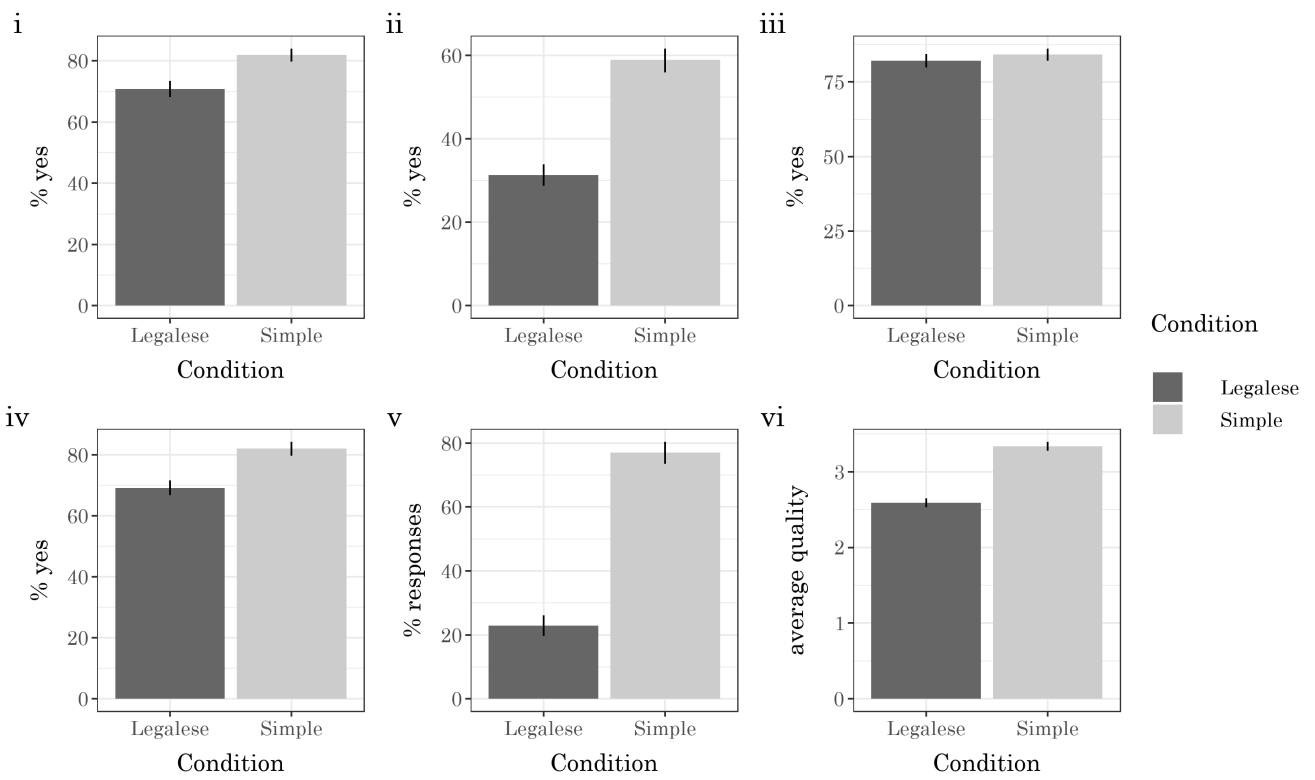 i
80
60
40
20
0
% yes
Legalese Simple
Condition
ii
60
40
20
0
% yes
Legalese Simple
Condition
iii
75
50
25
0
% yes
Legalese Simple
Condition
Condition
Legalese
Simple
iv
80
60
40
20
0
% yes
Legalese Simple
Condition
v
80
60
40
20
0
% responses
Legalese Simple
Condition
vi
3
2
1
0
average quality
Legalese Simple
Condition